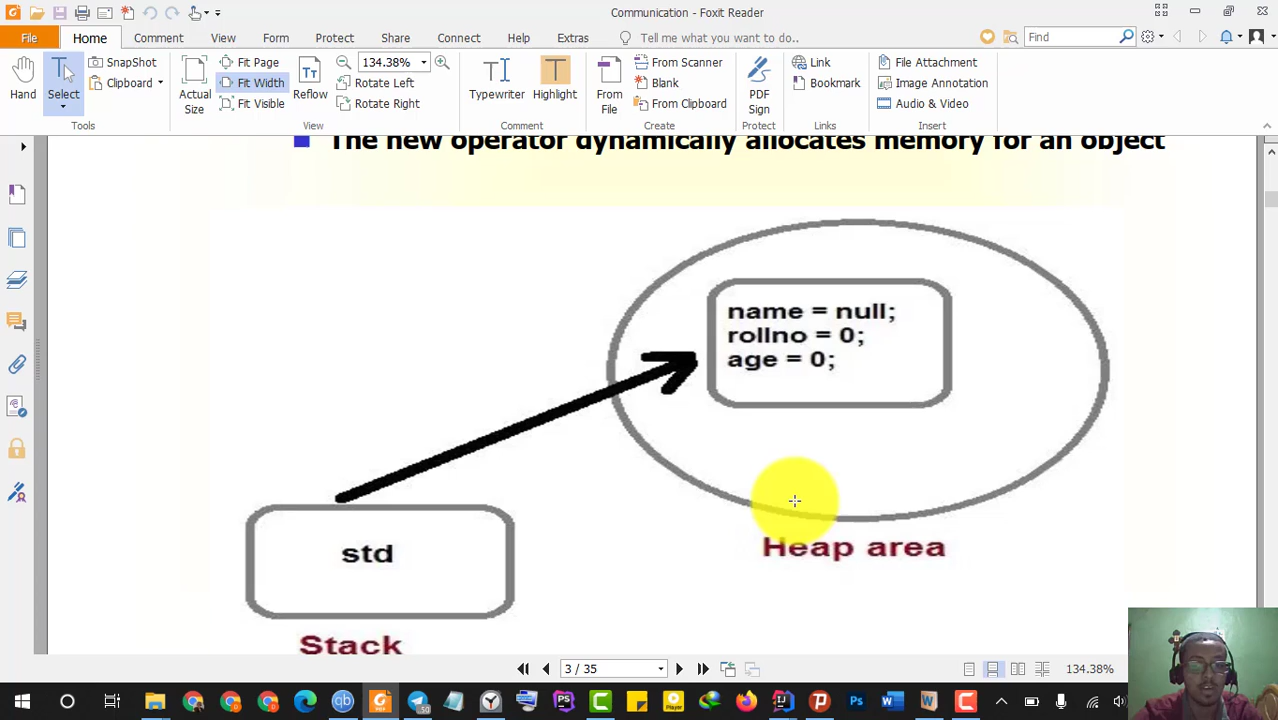 Communication - Foxit Reader
File Home Comment View Form Protect Share Connect Help Extras Tell me what you want to do... Find
Hand
Select
SnapShot
Clipboard
Tools
Actual Size
Fit Page
Fit Width
Fit Visible
Reflow
134.38%
Rotate Left
Rotate Right
View
Typewriter
Highlight
Comment
From File
From Scanner
Blank
From Clipboard
Create
PDF Sign
Protect
Link
Bookmark
Links
File Attachment
Image Annotation
Audio & Video
Insert
The new operator dynamically allocates memory for an object
name = null;
rollno = 0;
age = 0;
std
Heap area
Stack
3 / 35
134.38%